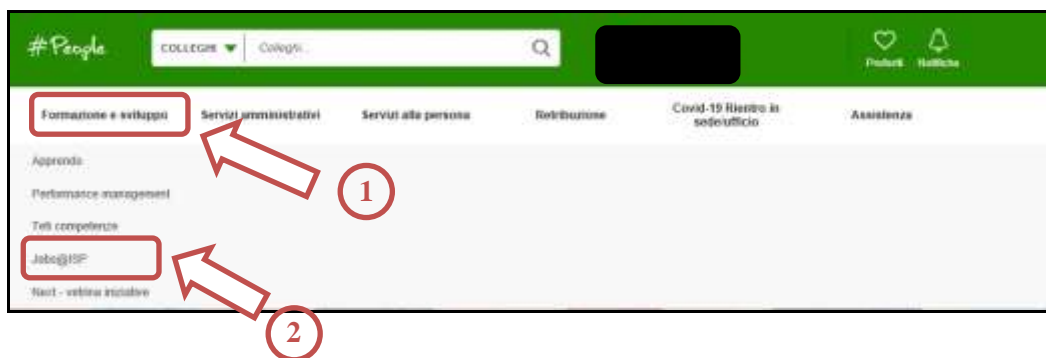 #People
COLLEGHI
Colleghi...
Preferiti
Notifiche
Formazione e sviluppo
Servizi amministrativi
Servizi alla persona
Retribuzione
Covid-19 Rientro in
sede/ufficio
Assistenza
Apprendo
Performance management
1
Teti competenze
Jobs@ISP
Next - vetrina iniziative
2